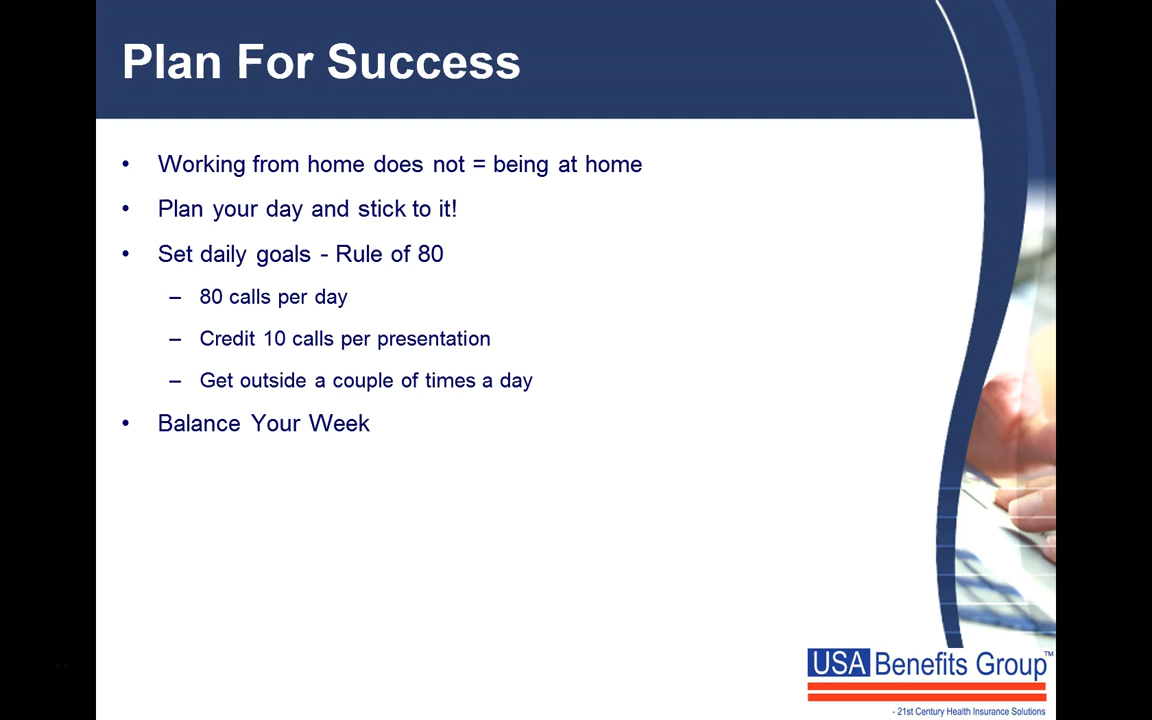 Plan For Success
• Working from home does not = being at home
• Plan your day and stick to it!
• Set daily goals - Rule of 80
– 80 calls per day
– Credit 10 calls per presentation
– Get outside a couple of times a day
• Balance Your Week
USA Benefits Group™
- 21st Century Health Insurance Solutions